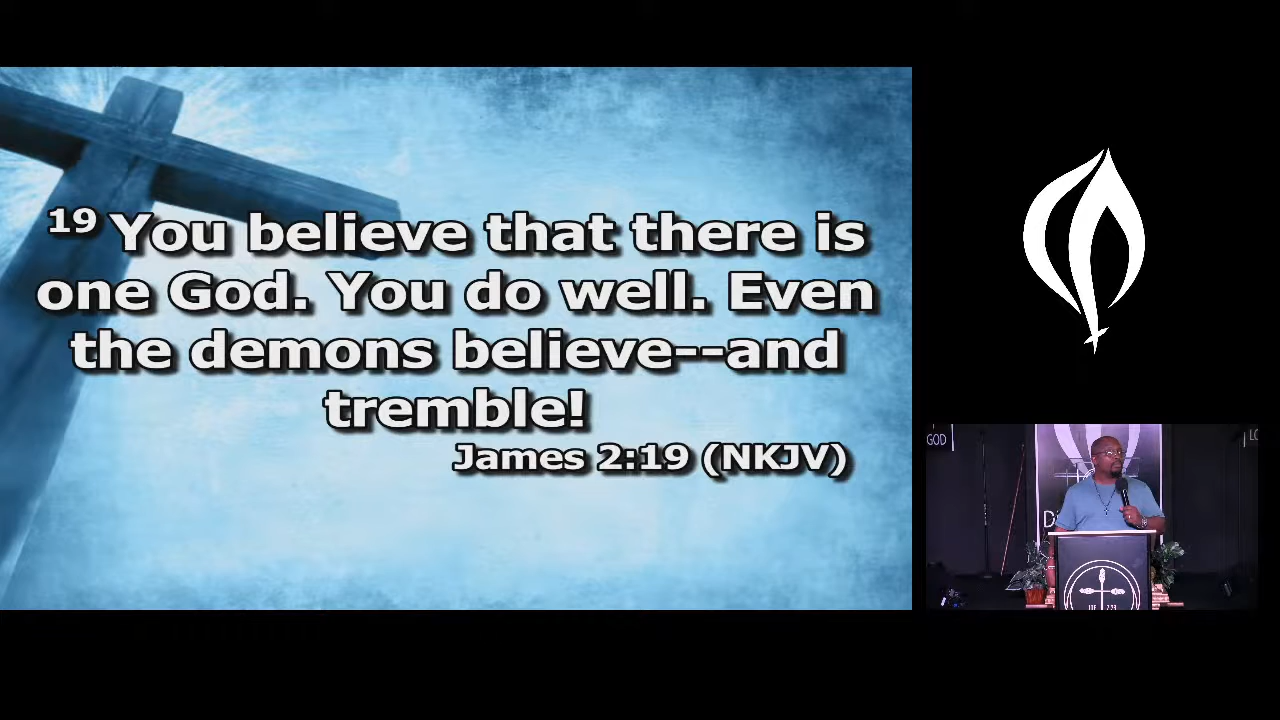 19 You believe that there is
one God. You do well. Even
the demons believe--and
tremble!
James 2:19 (NKJV)
GOD